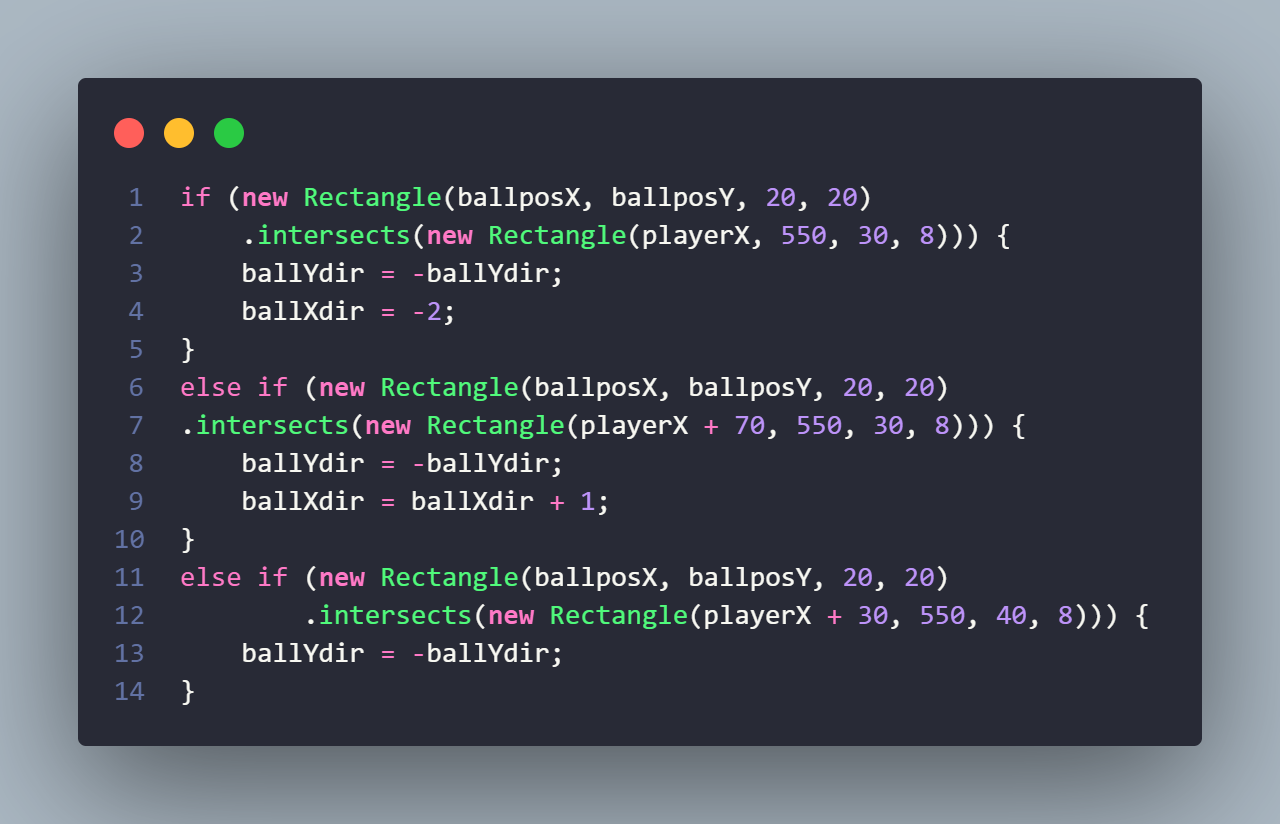 1 if (new Rectangle(ballposX, ballposY, 20, 20)
2     .intersects(new Rectangle(playerX, 550, 30, 8))) {
3     ballYdir = -ballYdir;
4     ballXdir = -2;
5 }
6 else if (new Rectangle(ballposX, ballposY, 20, 20)
7 .intersects(new Rectangle(playerX + 70, 550, 30, 8))) {
8     ballYdir = -ballYdir;
9     ballXdir = ballXdir + 1;
10 }
11 else if (new Rectangle(ballposX, ballposY, 20, 20)
12         .intersects(new Rectangle(playerX + 30, 550, 40, 8))) {
13     ballYdir = -ballYdir;
14 }